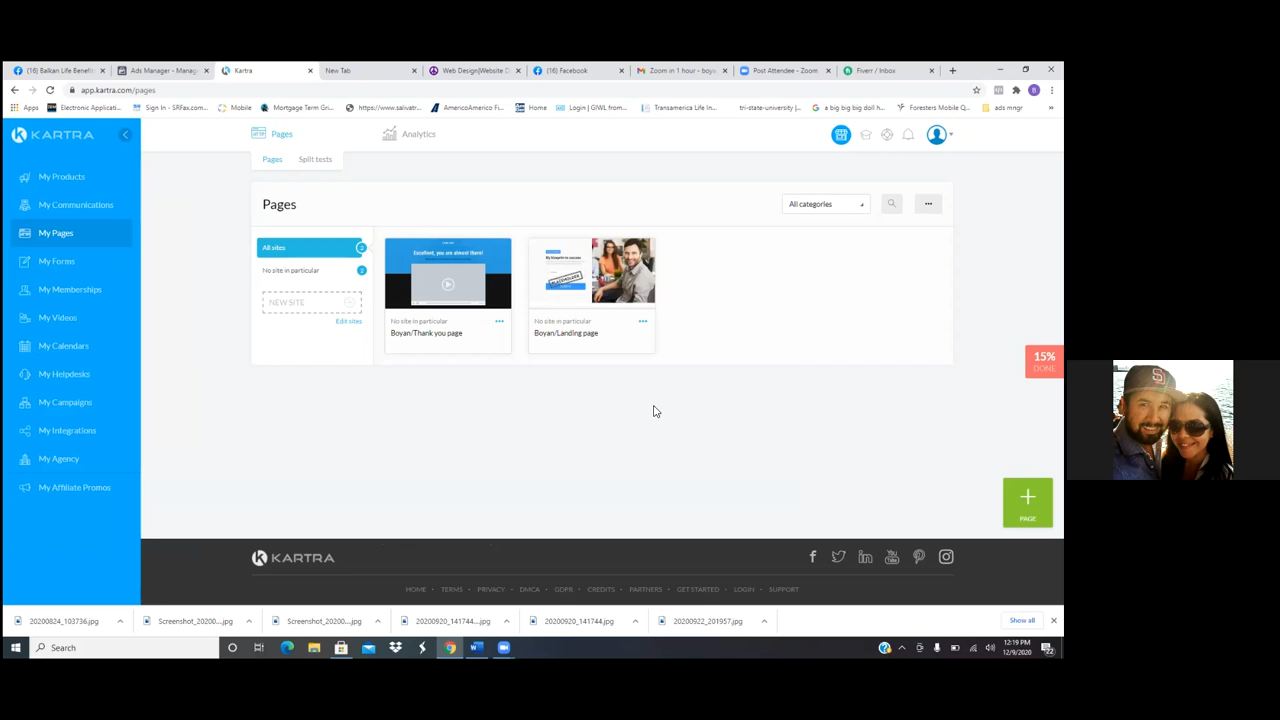 (16) Balkan Life Benefit
Ads Manager - Manag
Kartra
New Tab
Web Design|Website D
(16) Facebook
Zoom in 1 hour - boya
Post Attendee - Zoom
Fiverr / Inbox
app.kartra.com/pages
Apps
Electronic Applicati...
Sign In - SRFax.com...
Mobile
Mortgage Term Gri...
https://www.salivatr...
AmericoAmerico Fi...
Home
Login | GIWL from...
Transamerica Life In...
tri-state-university |...
a big big big doll h...
Foresters Mobile Q...
ads mngr
KARTRA
Pages
Analytics
Pages
Split tests
My Products
My Communications
My Pages
My Forms
My Memberships
My Videos
My Calendars
My Helpdesks
My Campaigns
My Integrations
My Agency
My Affiliate Promos
Pages
All categories
All sites
2
No site in particular
2
NEW SITE
Edit sites
Excellent, you are almost there!
No site in particular
Boyan/Thank you page
My blueprint to success
PLACEHOLDER
No site in particular
Boyan/Landing page
15%
DONE
+
PAGE
KARTRA
HOME
TERMS
PRIVACY
DMCA
GDPR
CREDITS
PARTNERS
GET STARTED
LOGIN
SUPPORT
20200824_103736.jpg
Screenshot_20200....jpg
Screenshot_20200....jpg
20200920_141744....jpg
20200920_141744.jpg
20200922_201957.jpg
Show all
Search
12:19 PM
12/9/2020
22